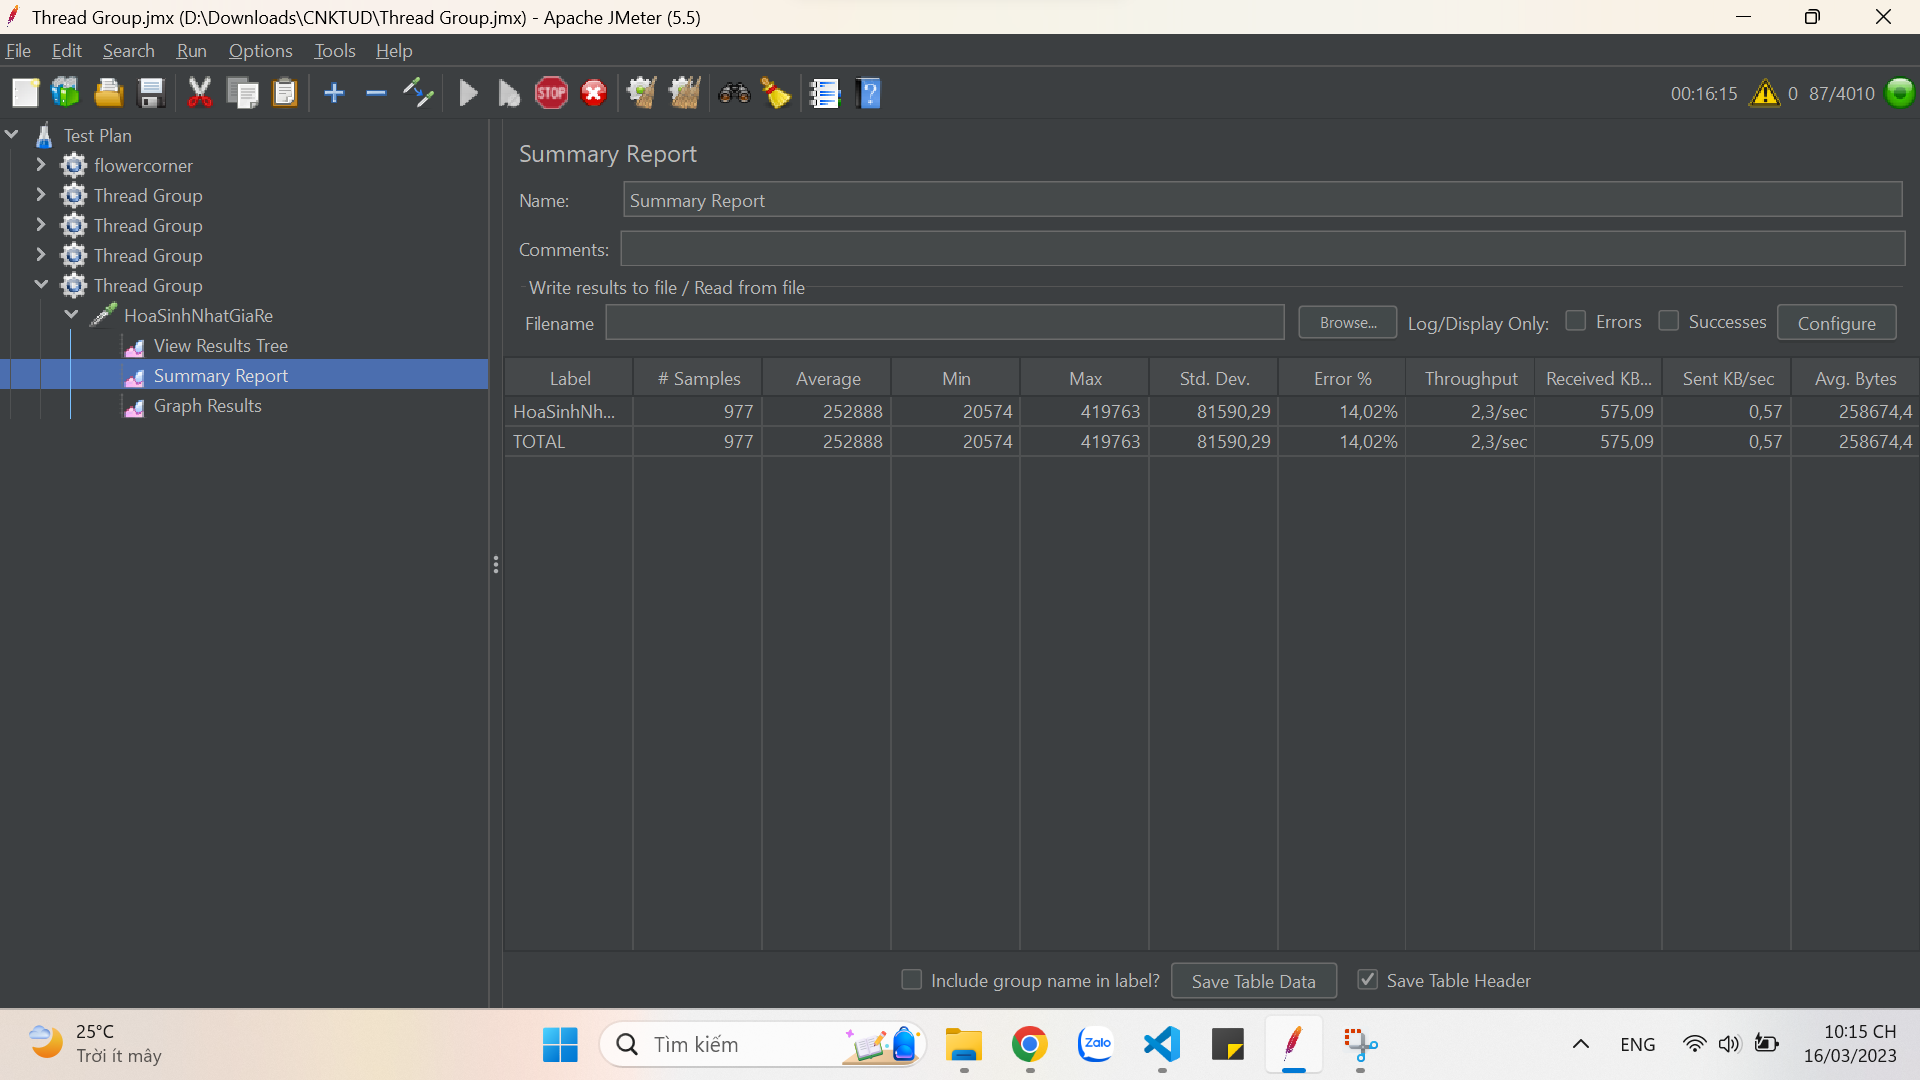 Thread Group.jmx (D:\Downloads\CNKTUD\Thread Group.jmx) - Apache JMeter (5.5)
File Edit Search Run Options Tools Help
STOP 00:16:15 0 87/4010
Test Plan
flowercorner
Thread Group
Thread Group
Thread Group
Thread Group
HoaSinhNhatGiaRe
View Results Tree
Summary Report
Graph Results
Summary Report
Name: Summary Report
Comments:
Write results to file / Read from file
Filename Browse... Log/Display Only: Errors Successes Configure
Label # Samples Average Min Max Std. Dev. Error % Throughput Received KB... Sent KB/sec Avg. Bytes
HoaSinhNh... 977 252888 20574 419763 81590,29 14,02% 2,3/sec 575,09 0,57 258674,4
TOTAL 977 252888 20574 419763 81590,29 14,02% 2,3/sec 575,09 0,57 258674,4
Include group name in label? Save Table Data Save Table Header
25°C
Trời ít mây
Tìm kiếm
Zalo
ENG
10:15 CH
16/03/2023